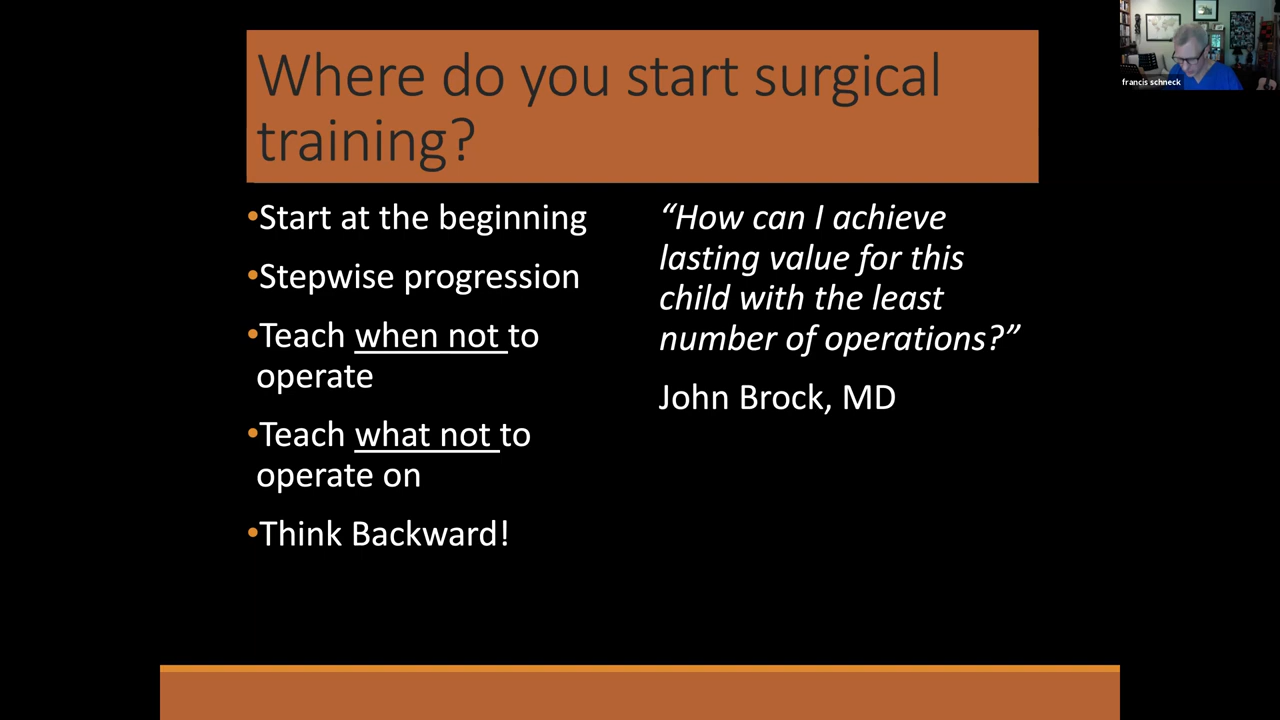 Where do you start surgical
training?
•Start at the beginning
•Stepwise progression
•Teach when not to
operate
•Teach what not to
operate on
•Think Backward!
“How can I achieve
lasting value for this
child with the least
number of operations?”
John Brock, MD
francis schneck